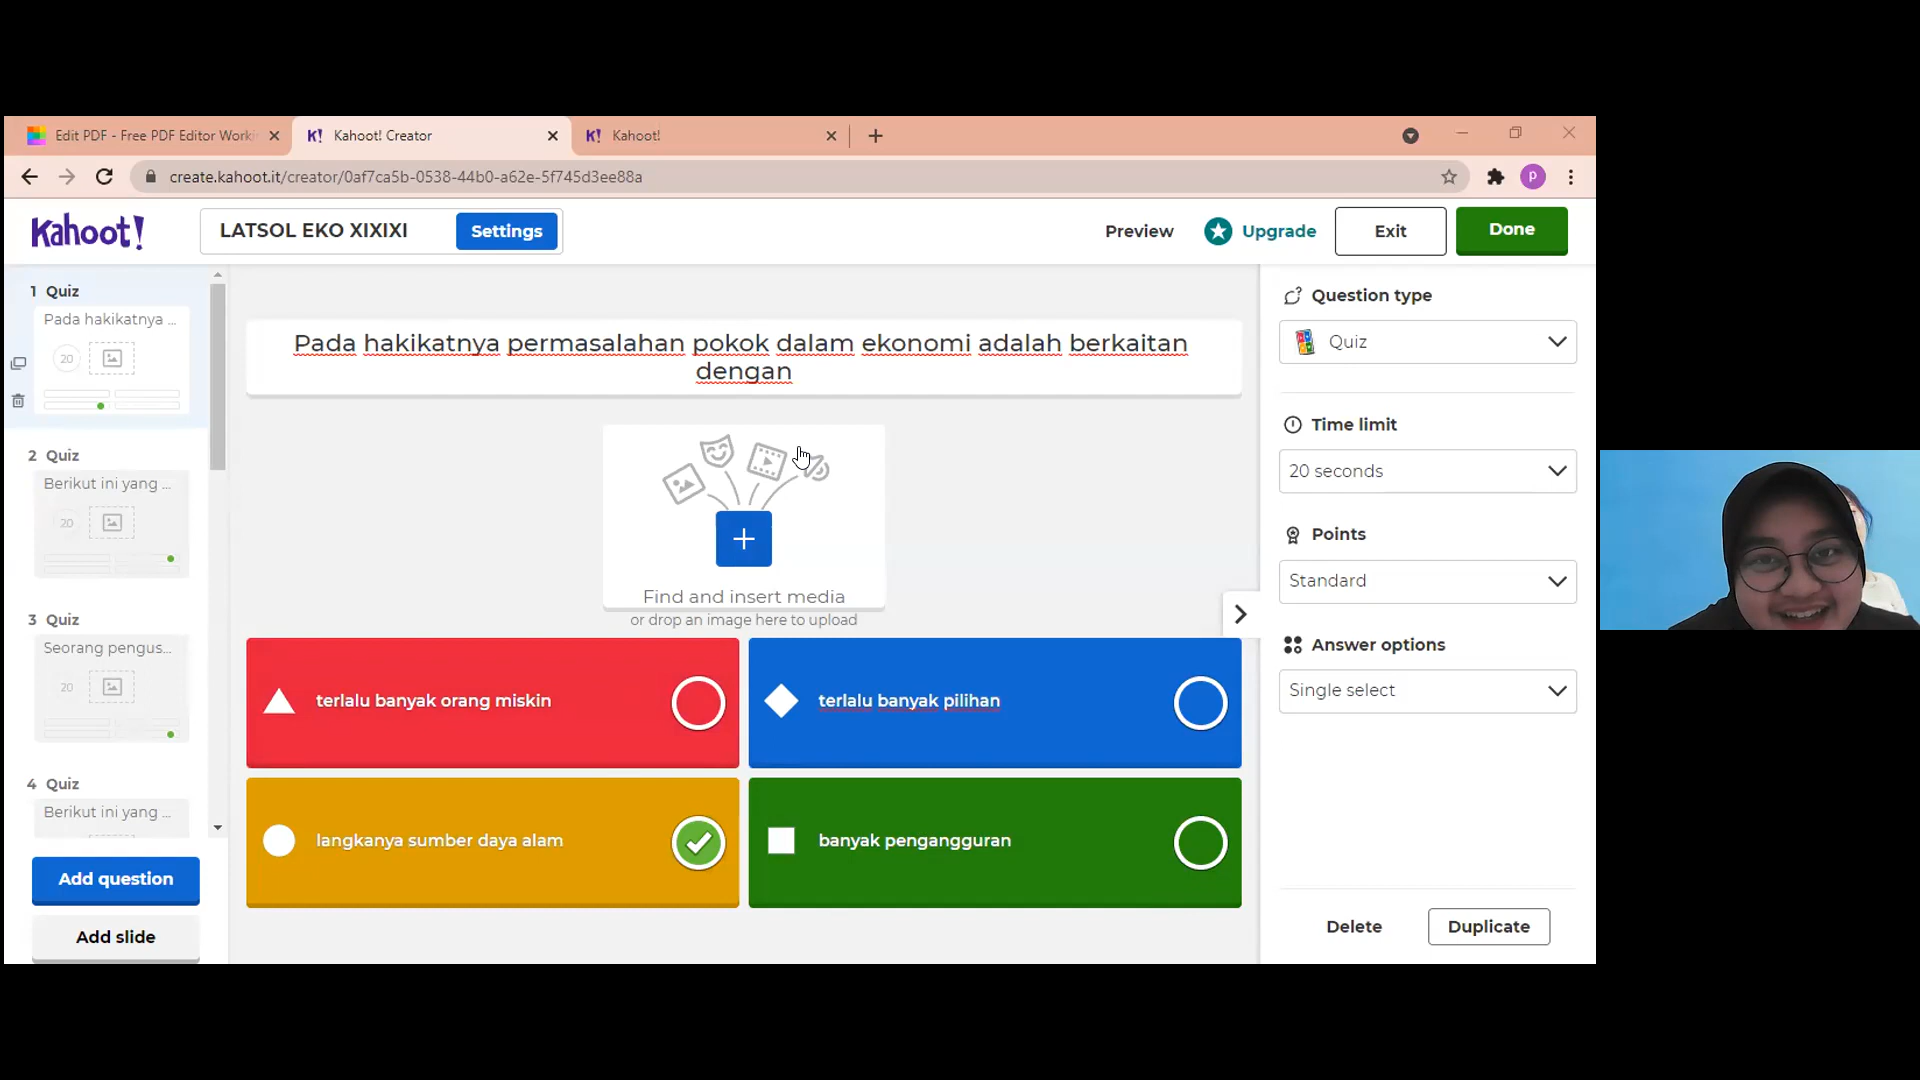 Edit PDF - Free PDF Editor Worki
Kahoot! Creator
Kahoot!
create.kahoot.it/creator/0af7ca5b-0538-44b0-a62e-5f745d3ee88a
P
Kahoot!
LATSOL EKO XIXIXI
Settings
Preview
Upgrade
Exit
Done
1 Quiz
Pada hakikatnya ...
20
2 Quiz
Berikut ini yang ...
20
3 Quiz
Seorang pengus...
20
4 Quiz
Berikut ini yang ...
Add question
Add slide
Pada hakikatnya permasalahan pokok dalam ekonomi adalah berkaitan
dengan
Find and insert media
or drop an image here to upload
terlalu banyak orang miskin
terlalu banyak pilihan
langkanya sumber daya alam
banyak pengangguran
Question type
Quiz
Time limit
20 seconds
Points
Standard
Answer options
Single select
Delete
Duplicate